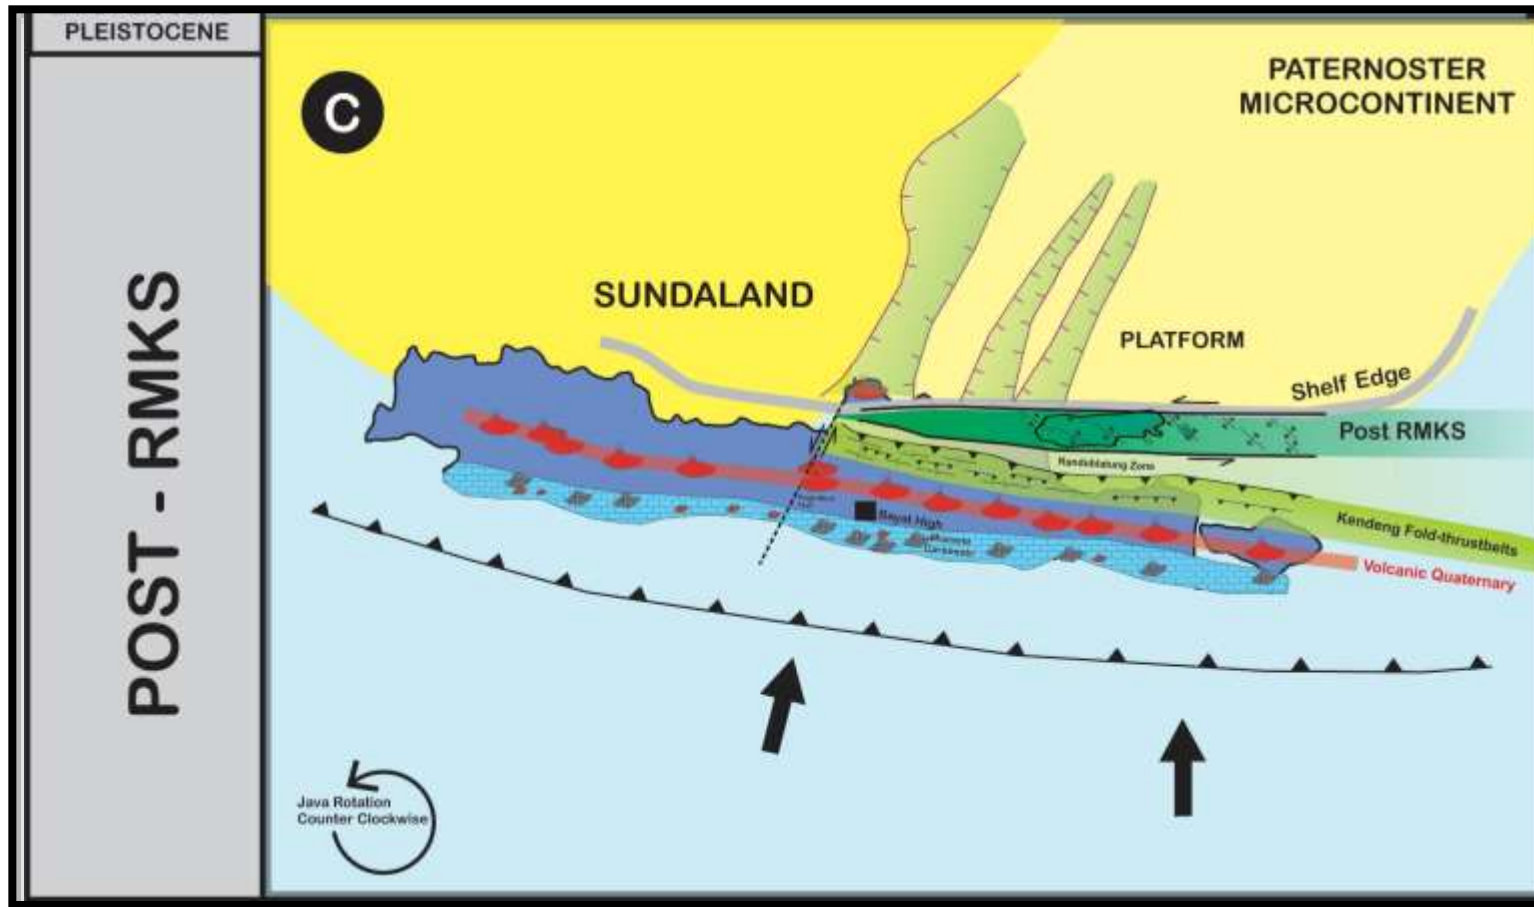 PLEISTOCENE
POST - RMKS
C
PATERNOSTER
MICROCONTINENT
SUNDALAND
PLATFORM
Shelf Edge
Post RMKS
Zone
Kendeng Fold-thrustbelts
Volcanic Quaternary
Bayat High
Java Rotation
Counter Clockwise